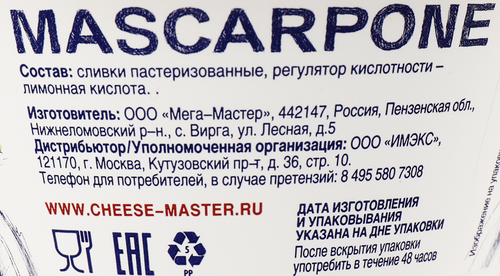 MASCARPONE
Состав: сливки пастеризованные, регулятор кислотности –
лимонная кислота. .
Изготовитель: ООО «Мега–Мастер», 442147, Россия, Пензенская обл.,
Нижнеломовский р–н., с. Вирга, ул. Лесная, д.5
Дистрибьютор/Уполномоченная организация: ООО «ИМЭКС»,
121170, г. Москва, Кутузовский пр–т, д. 36, стр. 10.
Телефон для потребителей, в случае претензий: 8 495 580 7308
WWW.CHEESE-MASTER.RU
ДАТА ИЗГОТОВЛЕНИЯ
И УПАКОВЫВАНИЯ
УКАЗАНА НА ДНЕ УПАКОВКИ
После вскрытия упаковки
употребить в течение 48 часов
EAC
5
PP
Изображение на упак